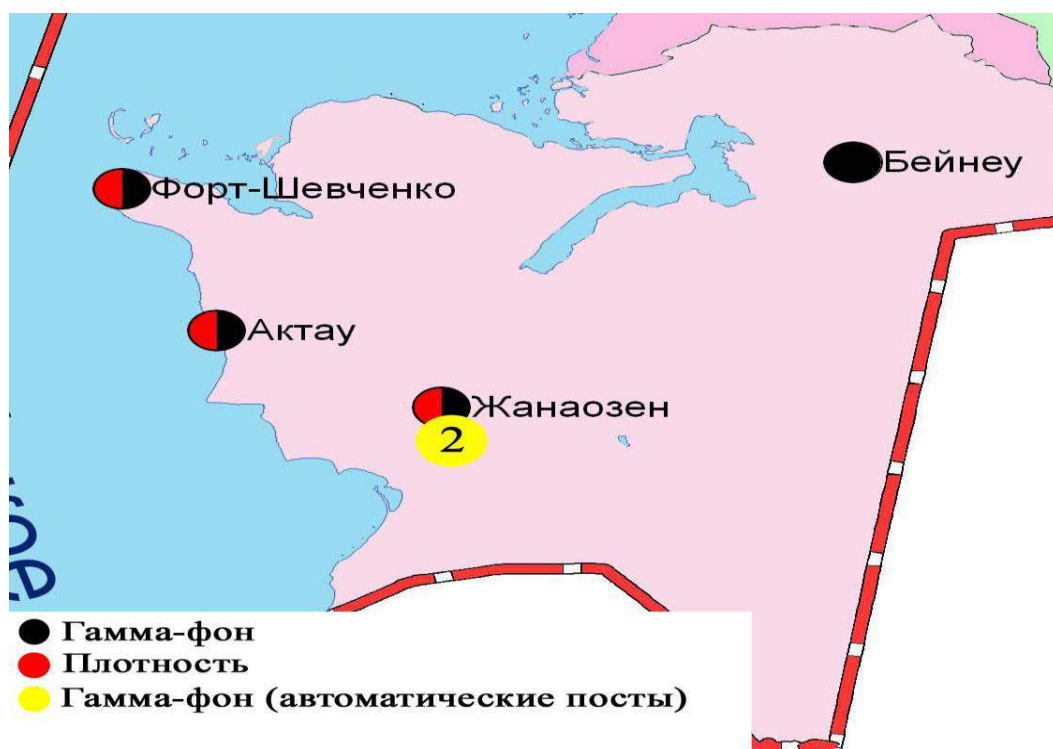 Бейнеу
Форт-Шевченко
Актау
Жанаозен
2
Гамма-фон
Плотность
Гамма-фон (автоматические посты)